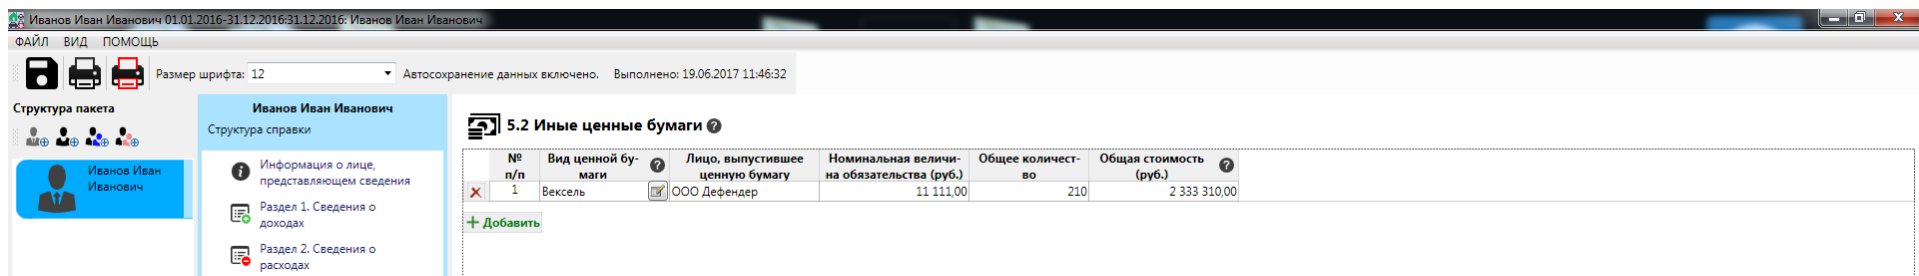 Иванов Иван Иванович 01.01.2016-31.12.2016:31.12.2016: Иванов Иван Иванович
ФАЙЛ ВИД ПОМОЩЬ
Размер шрифта: 12 Автосохранение данных включено. Выполнено: 19.06.2017 11:46:32
Структура пакета
Иванов Иван
Иванович
Иванов Иван Иванович
Структура справки
Информация о лице,
представляющем сведения
Раздел 1. Сведения о
доходах
Раздел 2. Сведения о
расходах
5.2 Иные ценные бумаги ?
№ Вид ценной бу- ? Лицо, выпустившее Номинальная величи- Общее количест- Общая стоимость ?
п/п маги ценную бумагу на обязательства (руб.) во (руб.)
1 Вексель ООО Дефендер 11 111,00 210 2 333 310,00
+ Добавить